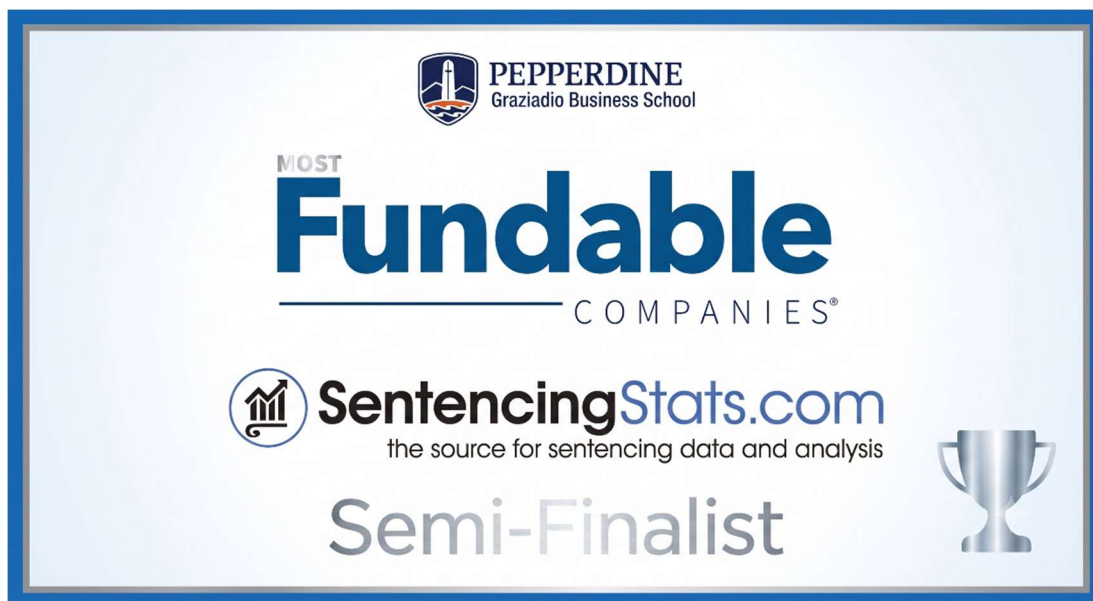 PEPPERDINE
Graziadio Business School
MOST
Fundable
COMPANIES®
SentencingStats.com
the source for sentencing data and analysis
Semi-Finalist